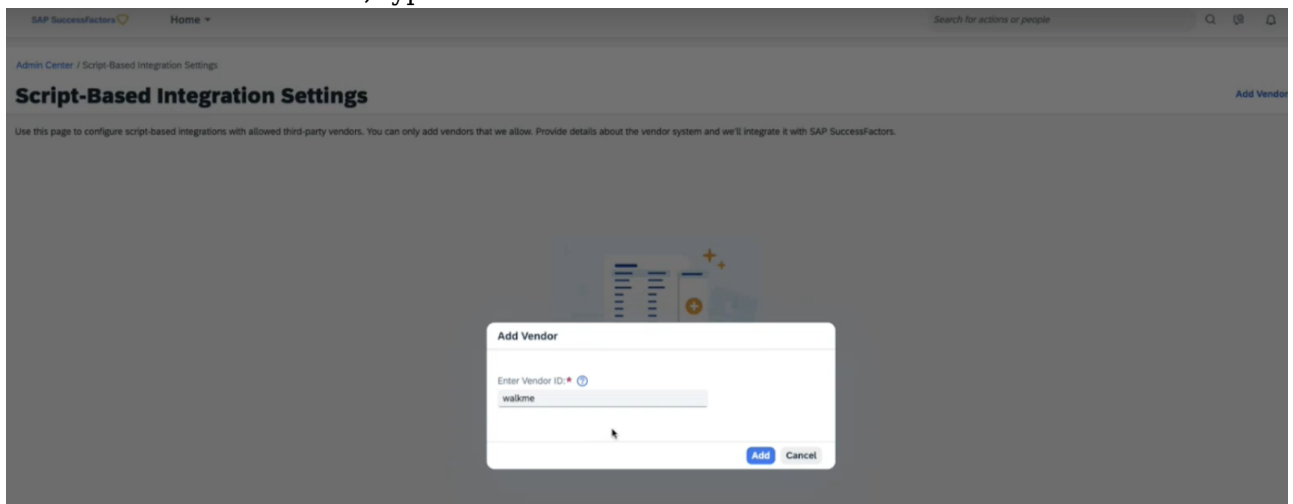 SAP SuccessFactors Home Search for actions or people
Admin Center / Script-Based Integration Settings
Script-Based Integration Settings Add Vendor
Use this page to configure script-based integrations with allowed third-party vendors. You can only add vendors that we allow. Provide details about the vendor system and we'll integrate it with SAP SuccessFactors.
Add Vendor
Enter Vendor ID:*
walkme
Add Cancel